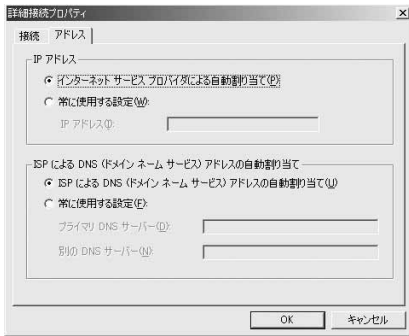 詳細接続プロパティ
接続 アドレス
IP アドレス
インターネット サービス プロバイダによる自動割り当て(P)
常に使用する設定(W):
IP アドレス(I):
ISP による DNS (ドメイン ネーム サービス) アドレスの自動割り当て
ISP による DNS (ドメイン ネーム サービス) アドレスの自動割り当て(U)
常に使用する設定(F):
プライマリ DNS サーバー(D):
別の DNS サーバー(N):
OK キャンセル